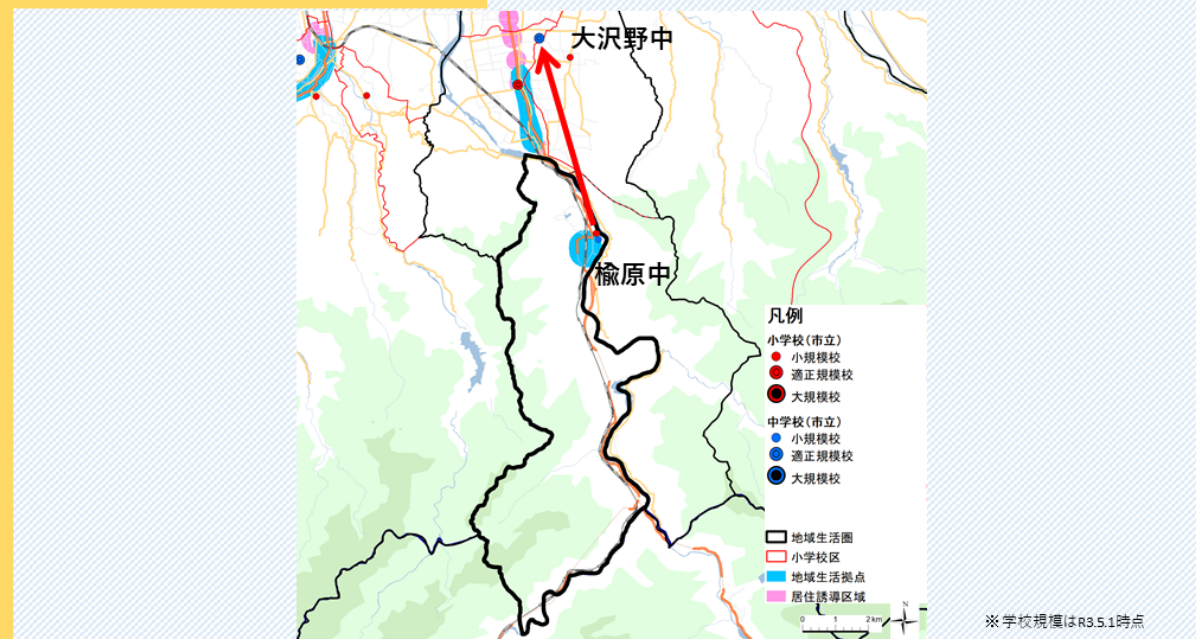 大沢野中
楡原中
凡例
小学校(市立)
小規模校
適正規模校
大規模校
中学校(市立)
小規模校
適正規模校
大規模校
地域生活圏
小学校区
地域生活拠点
居住誘導区域
N
0 1 2km
※学校規模はR3.5.1時点